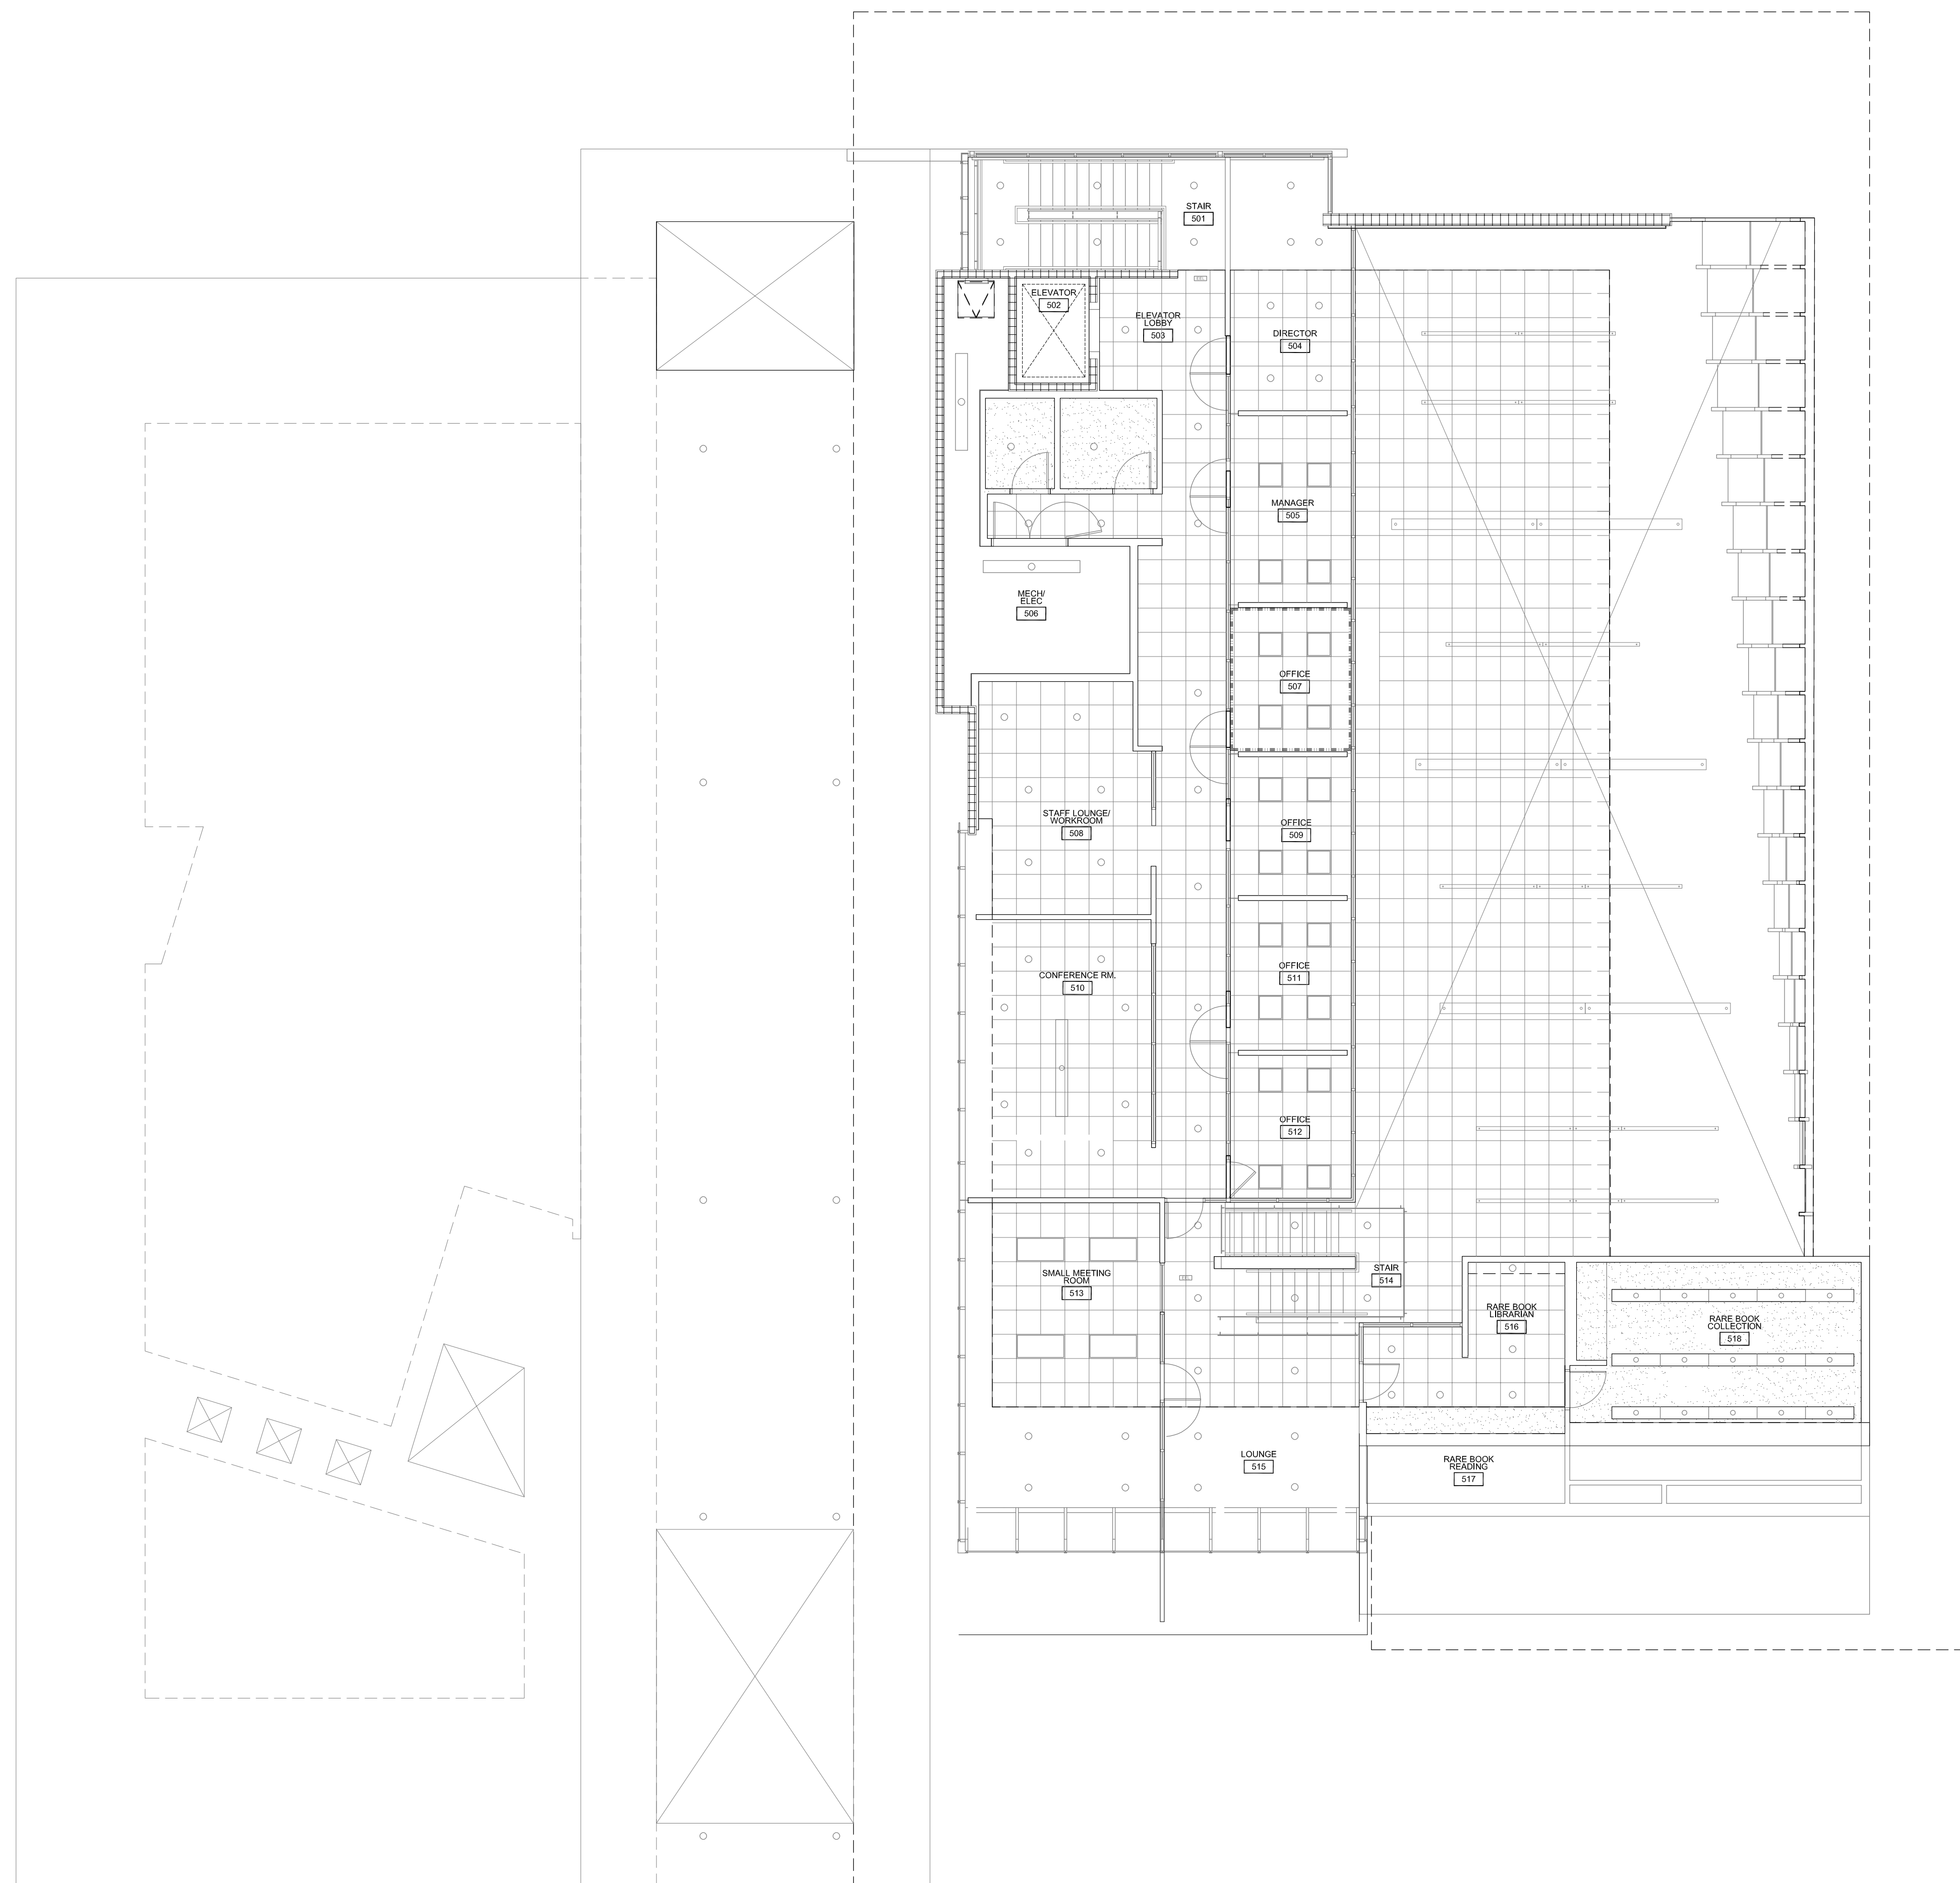 STAIR
501
ELEVATOR
502
ELEVATOR
LOBBY
503
DIRECTOR
504
MANAGER
505
MECH/
ELEC
506
OFFICE
507
STAFF LOUNGE/
WORKROOM
508
OFFICE
509
CONFERENCE RM.
510
OFFICE
511
OFFICE
512
SMALL MEETING
ROOM
513
STAIR
514
RARE BOOK
LIBRARIAN
516
RARE BOOK
COLLECTION
518
LOUNGE
515
RARE BOOK
READING
517